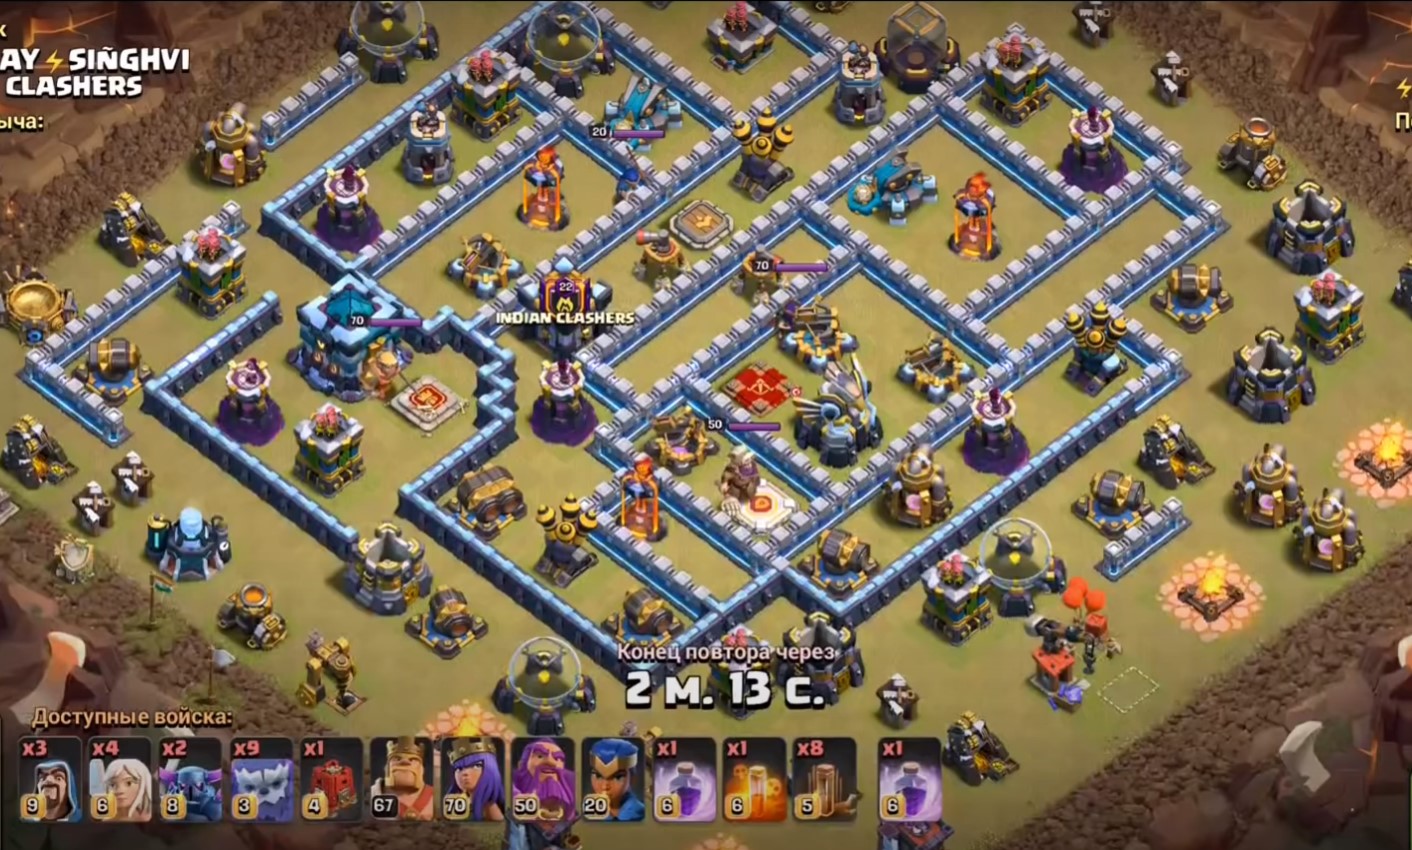 к
AY⚡SIÑGHVI
CLASHERS
ыча:
П
20
70
22
INDIAN CLASHERS
70
50
Конец повтора через
2 м. 13 с.
Доступные войска:
x3 x4 x2 x9 x1 x1 x1 x8 x1
9 6 8 3 4 67 70 50 20 6 6 5 6